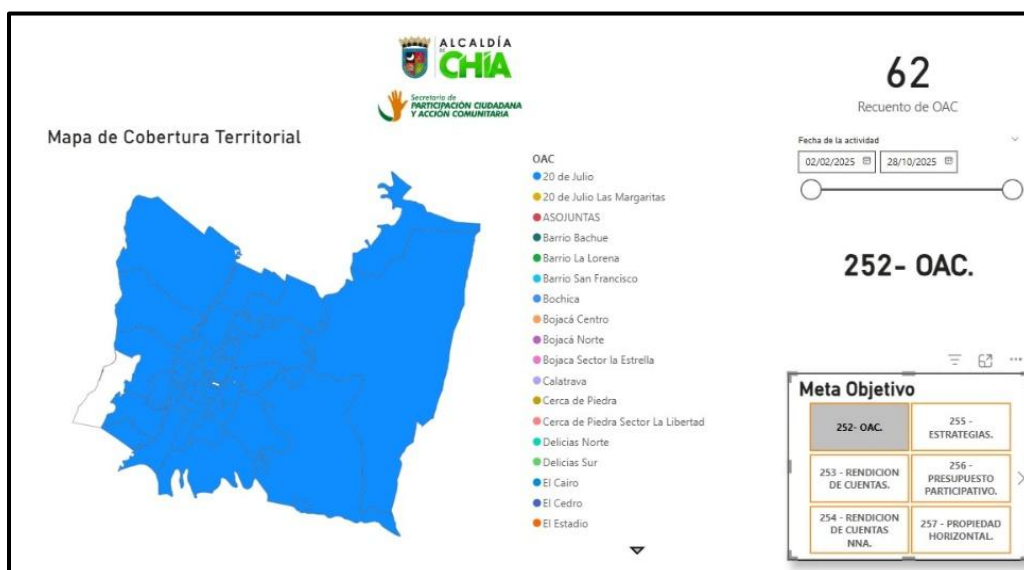 ALCALDÍA
DE
CHÍA
Secretaría de
PARTICIPACIÓN CIUDADANA
Y ACCIÓN COMUNITARIA
62
Recuento de OAC
Mapa de Cobertura Territorial
Fecha de la actividad
02/02/2025
28/10/2025
OAC
20 de Julio
20 de Julio Las Margaritas
ASOJUNTAS
Barrio Bachue
Barrio La Lorena
Barrio San Francisco
Bochica
Bojacá Centro
Bojacá Norte
Bojaca Sector la Estrella
Calatrava
Cerca de Piedra
Cerca de Piedra Sector La Libertad
Delicias Norte
Delicias Sur
El Cairo
El Cedro
El Estadio
252- OAC.
Meta Objetivo
252- OAC.
255 -
ESTRATEGIAS.
253 - RENDICION
DE CUENTAS.
256 -
PRESUPUESTO
PARTICIPATIVO.
254 - RENDICION
DE CUENTAS
NNA.
257 - PROPIEDAD
HORIZONTAL.